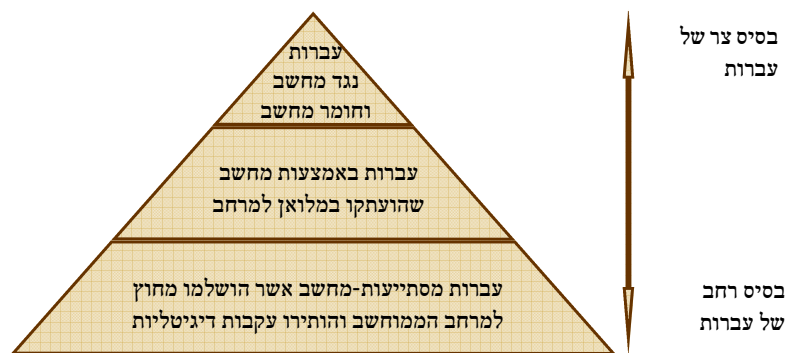 עברות
נגד מחשב
וחומר מחשב
עברות באמצעות מחשב
שהועתקו במלואן למרחב
עברות מסתייעות-מחשב אשר הושלמו מחוץ
למרחב הממוחשב והותירו עקבות דיגיטליות
בסיס צר של
עברות
בסיס רחב
של עברות